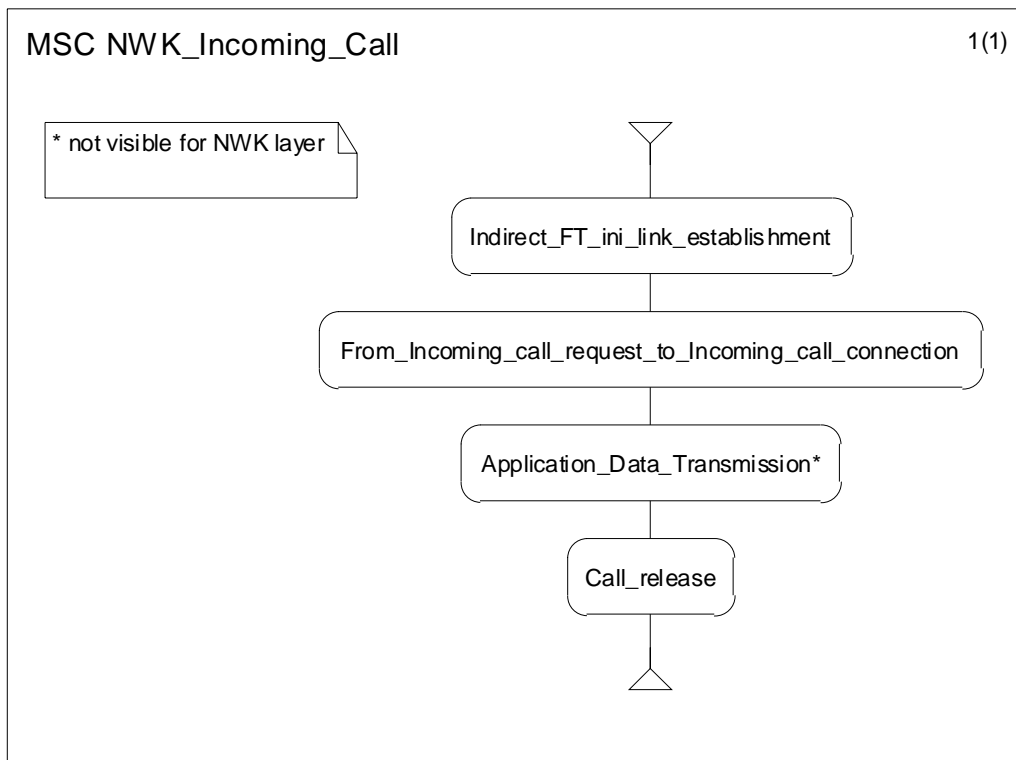 MSC NWK_Incoming_Call
1(1)
* not visible for NWK layer
Indirect_FT_ini_link_establishment
From_Incoming_call_request_to_Incoming_call_connection
Application_Data_Transmission*
Call_release